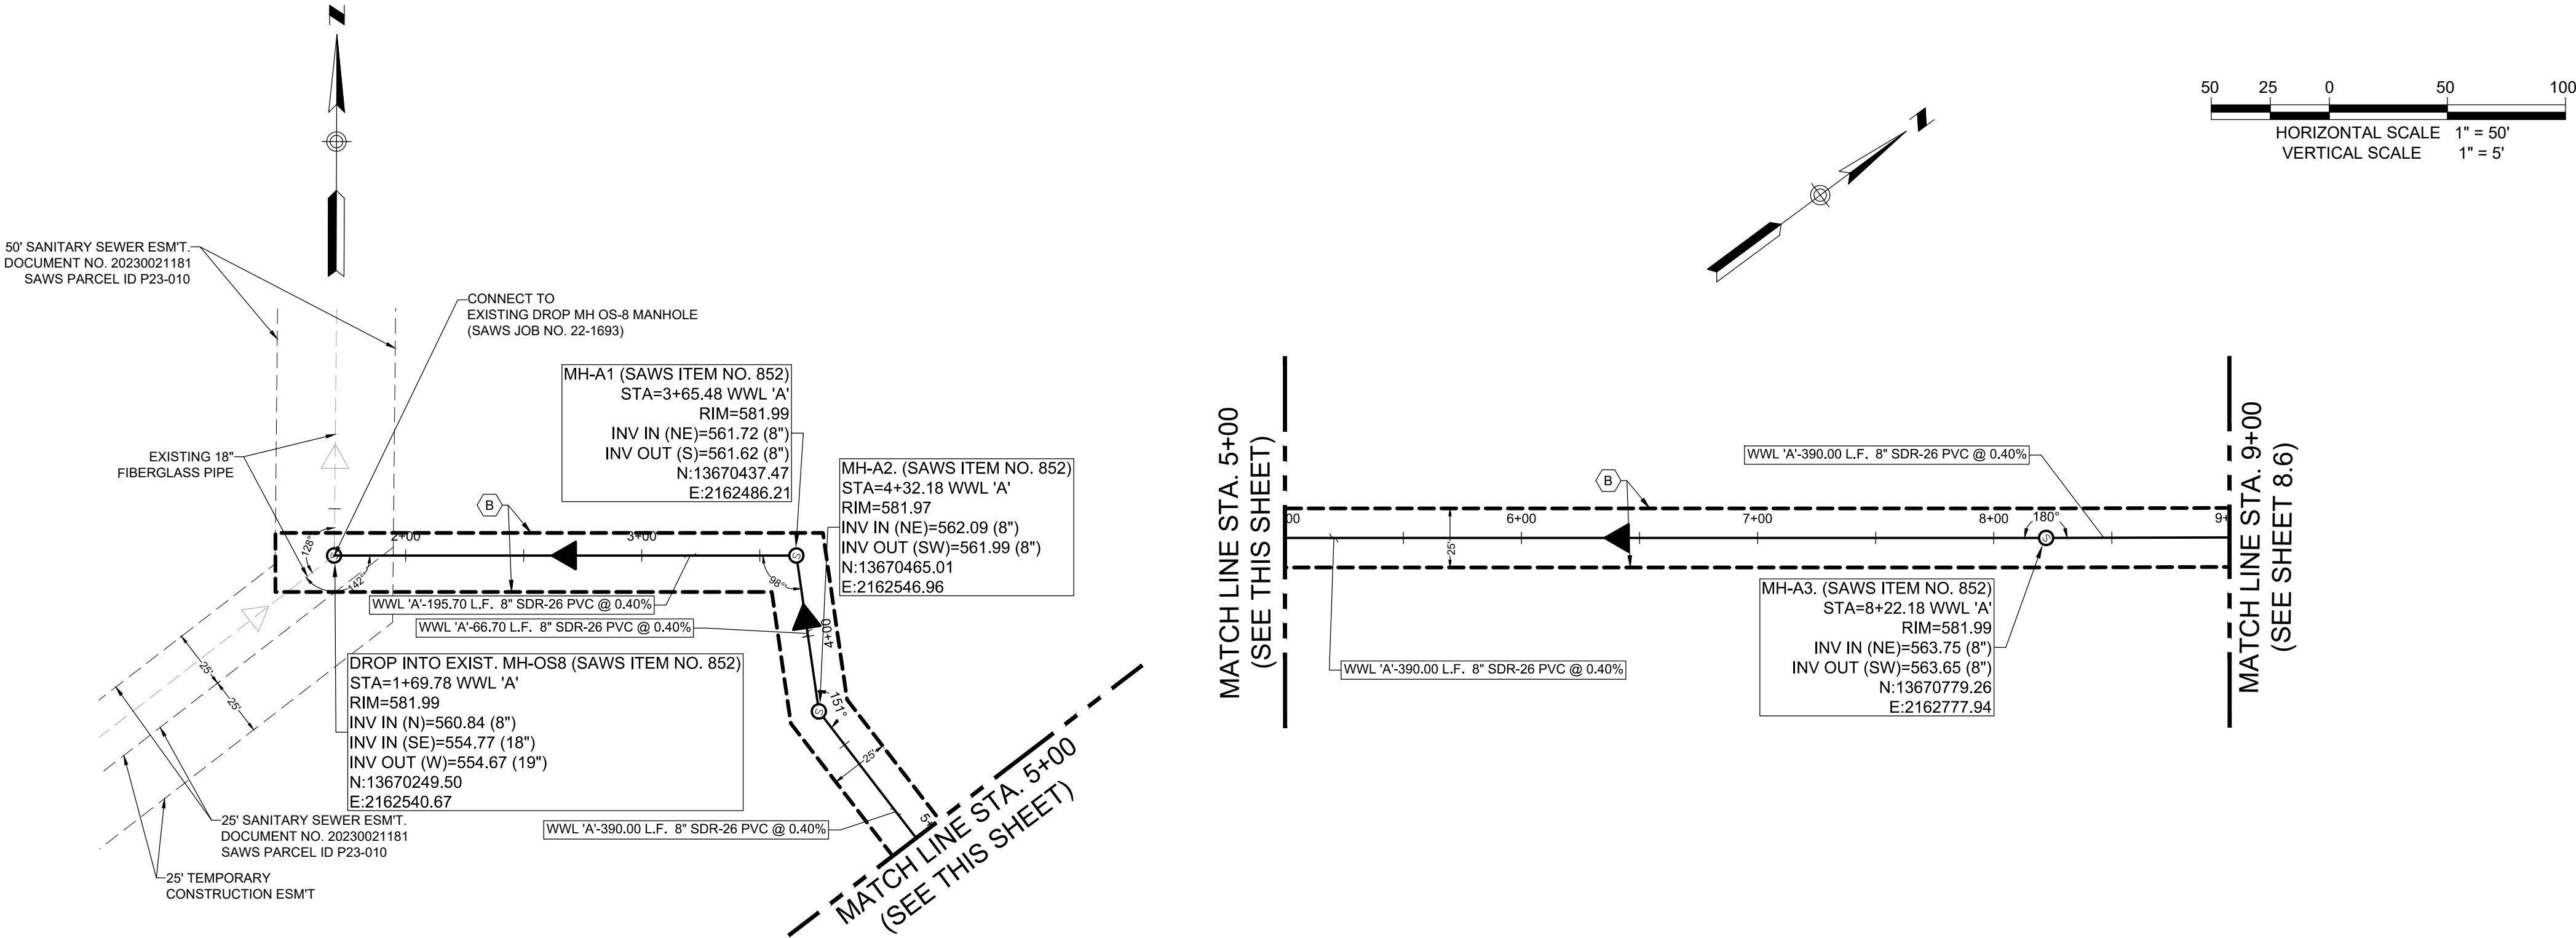 N
50' SANITARY SEWER ESM'T.
DOCUMENT NO. 20230021181
SAWS PARCEL ID P23-010
CONNECT TO
EXISTING DROP MH OS-8 MANHOLE
(SAWS JOB NO. 22-1693)
EXISTING 18"
FIBERGLASS PIPE
MH-A1 (SAWS ITEM NO. 852)
STA=3+65.48 WWL 'A'
RIM=581.99
INV IN (NE)=561.72 (8")
INV OUT (S)=561.62 (8")
N:13670437.47
E:2162486.21
MH-A2. (SAWS ITEM NO. 852)
STA=4+32.18 WWL 'A'
RIM=581.97
INV IN (NE)=562.09 (8")
INV OUT (SW)=561.99 (8")
N:13670465.01
E:2162546.96
B
128°
2+00
3+00
142°
98°
WWL 'A'-195.70 L.F. 8" SDR-26 PVC @ 0.40%
WWL 'A'-66.70 L.F. 8" SDR-26 PVC @ 0.40%
4+00
DROP INTO EXIST. MH-OS8 (SAWS ITEM NO. 852)
STA=1+69.78 WWL 'A'
RIM=581.99
INV IN (N)=560.84 (8")
INV IN (SE)=554.77 (18")
INV OUT (W)=554.67 (19")
N:13670249.50
E:2162540.67
25'
25'
151°
25'
5+
WWL 'A'-390.00 L.F. 8" SDR-26 PVC @ 0.40%
25' SANITARY SEWER ESM'T.
DOCUMENT NO. 20230021181
SAWS PARCEL ID P23-010
25' TEMPORARY
CONSTRUCTION ESM'T
MATCH LINE STA. 5+00
(SEE THIS SHEET)
N
50 25 0 50 100
HORIZONTAL SCALE 1" = 50'
VERTICAL SCALE 1" = 5'
MATCH LINE STA. 5+00
(SEE THIS SHEET)
WWL 'A'-390.00 L.F. 8" SDR-26 PVC @ 0.40%
B
00
6+00
7+00
8+00
180°
9+
25'
WWL 'A'-390.00 L.F. 8" SDR-26 PVC @ 0.40%
MH-A3. (SAWS ITEM NO. 852)
STA=8+22.18 WWL 'A'
RIM=581.99
INV IN (NE)=563.75 (8")
INV OUT (SW)=563.65 (8")
N:13670779.26
E:2162777.94
MATCH LINE STA. 9+00
(SEE SHEET 8.6)